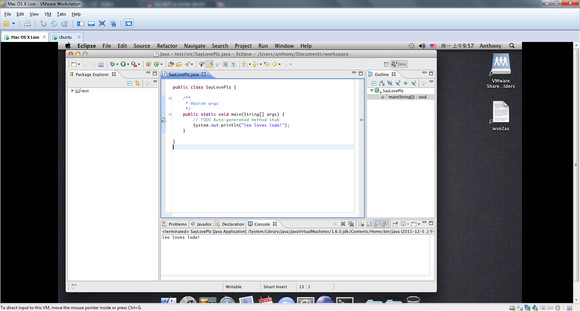 Mac OS X Lion - VMware Workstation
File Edit View VM Tabs Help
Mac OS X Lion Ubuntu
Eclipse File Edit Source Refactor Navigate Search Project Run Window 周一上午9:57 Anthony
Java - test/src/SayLovePlz.java - Eclipse - /Users/anthony/Documents/workspace
Java
Package Explorer SayLovePlz.java Outline
test
public class SayLovePlz {
/**
* @param args
*/
public static void main(String[] args) {
// TODO Auto-generated method stub
System.out.println("leo loves loda!");
}
}
SayLovePlz
main(String[]) : void
VMware
Share...lders
Problems Javadoc Declaration Console
<terminated> SayLovePlz [Java Application] /System/Library/Java/JavaVirtualMachines/1.6.0.jdk/Contents/Home/bin/java (2011-12-5
leo loves loda!
Writable Smart Insert 13 : 1
To direct input to this VM, move the mouse pointer inside or press Ctrl+G.